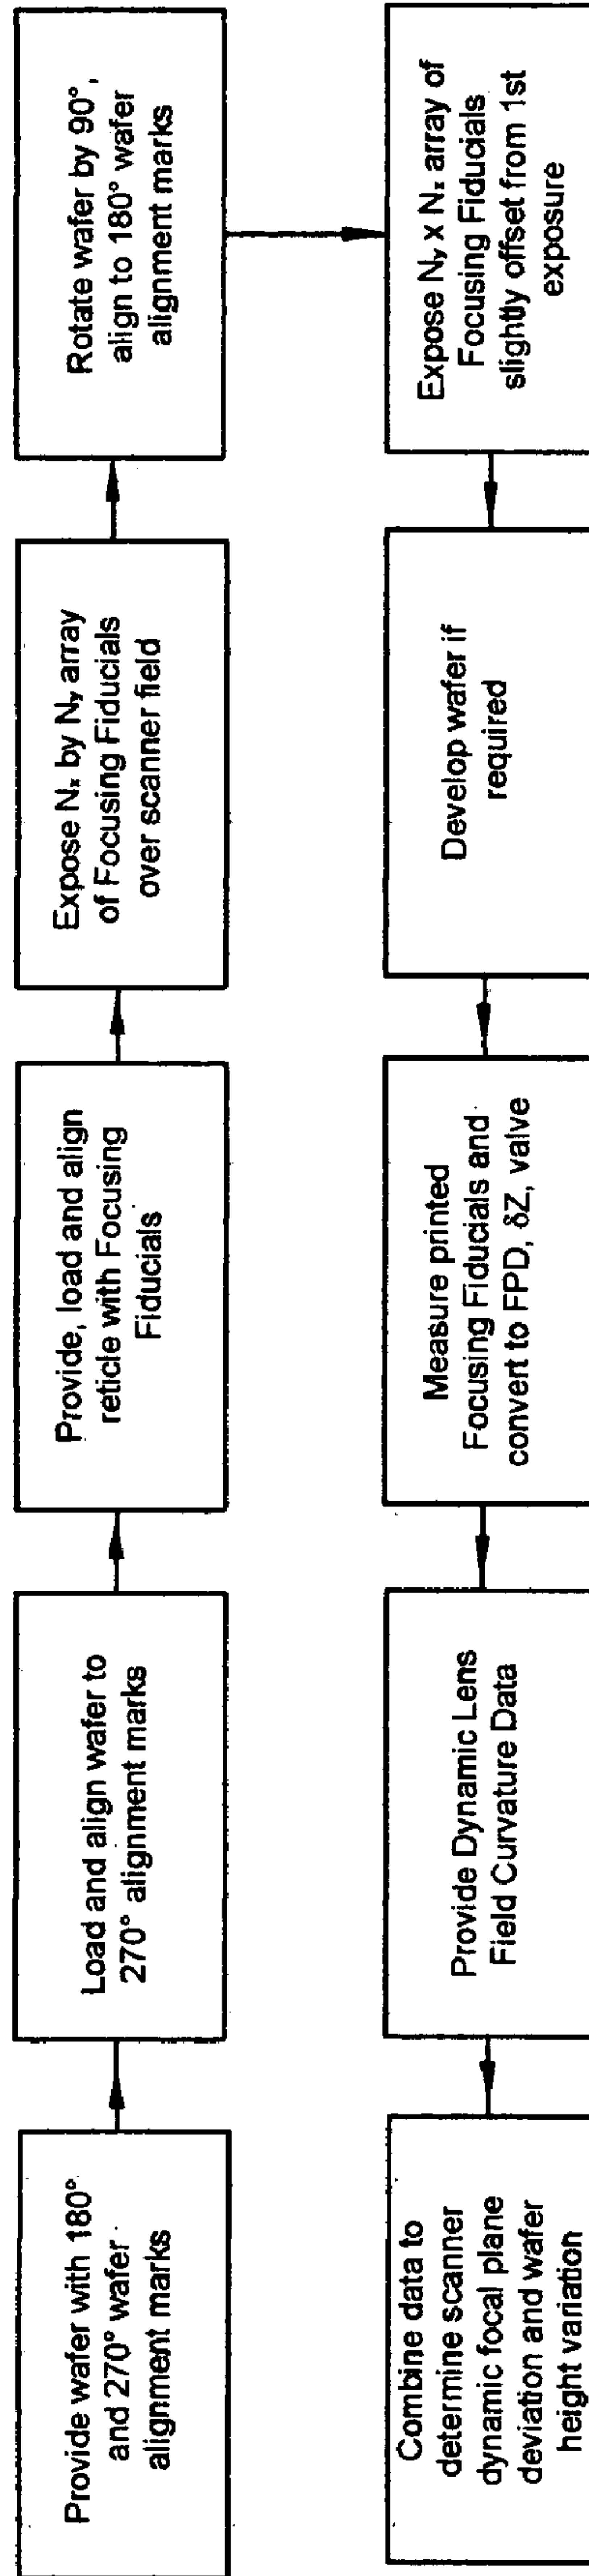 Provide wafer with 180°
and 270° wafer
alignment marks
Load and align wafer to
270° alignment marks
Provide, load and align
reticle with Focusing
Fiducials
Expose Nx by Ny array
of Focusing Fiducials
over scanner field
Rotate wafer by 90°,
align to 180° wafer
alignment marks
Expose Ny x Nx array of
Focusing Fiducials
slightly offset from 1st
exposure
Develop wafer if
required
Measure printed
Focusing Fiducials and
convert to FPD, δZ, valve
Provide Dynamic Lens
Field Curvature Data
Combine data to
determine scanner
dynamic focal plane
deviation and wafer
height variation